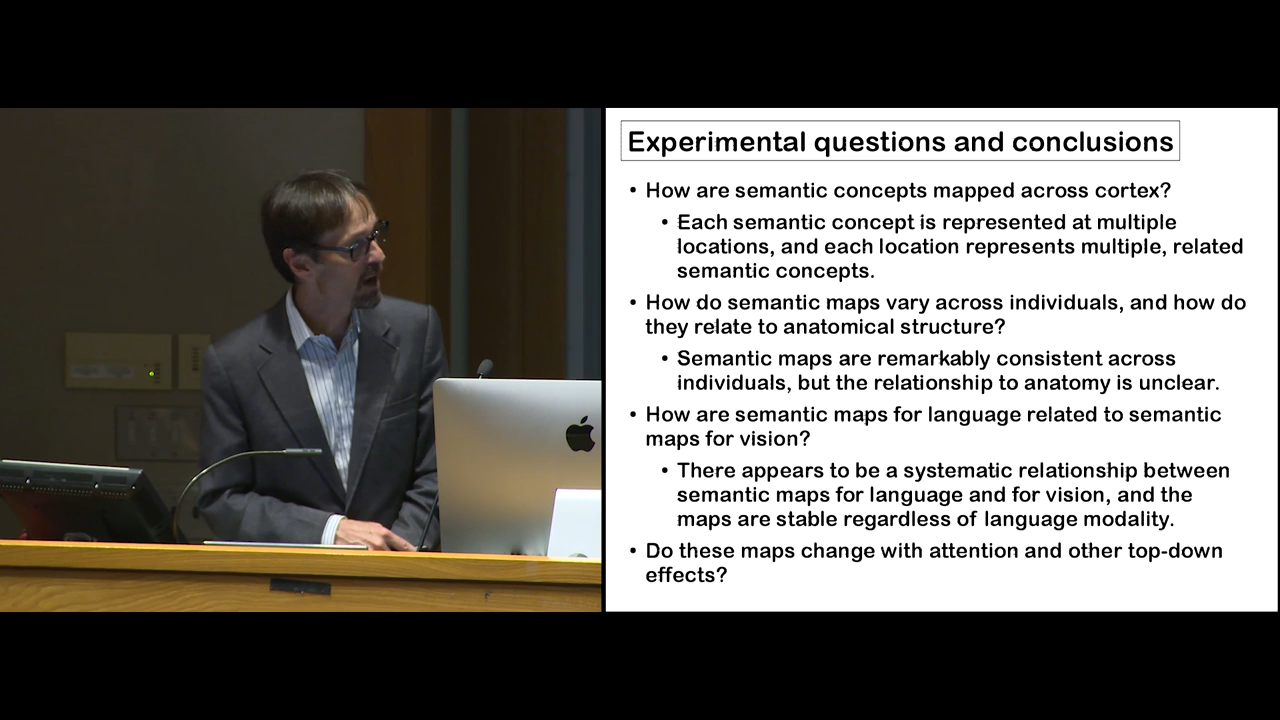 Experimental questions and conclusions
• How are semantic concepts mapped across cortex?
• Each semantic concept is represented at multiple
locations, and each location represents multiple, related
semantic concepts.
• How do semantic maps vary across individuals, and how do
they relate to anatomical structure?
• Semantic maps are remarkably consistent across
individuals, but the relationship to anatomy is unclear.
• How are semantic maps for language related to semantic
maps for vision?
• There appears to be a systematic relationship between
semantic maps for language and for vision, and the
maps are stable regardless of language modality.
• Do these maps change with attention and other top-down
effects?